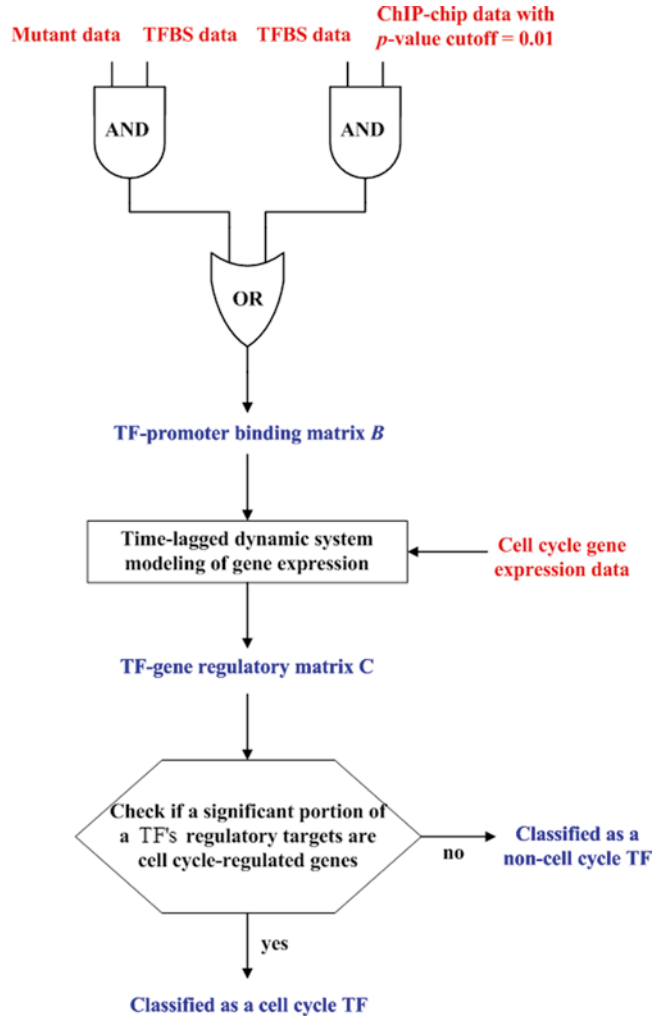 Mutant data
TFBS data
TFBS data
ChIP-chip data with
p-value cutoff = 0.01
AND
AND
OR
TF-promoter binding matrix B
Time-lagged dynamic system
modeling of gene expression
Cell cycle gene
expression data
TF-gene regulatory matrix C
Check if a significant portion of
a TF's regulatory targets are
cell cycle-regulated genes
no
Classified as a
non-cell cycle TF
yes
Classified as a cell cycle TF